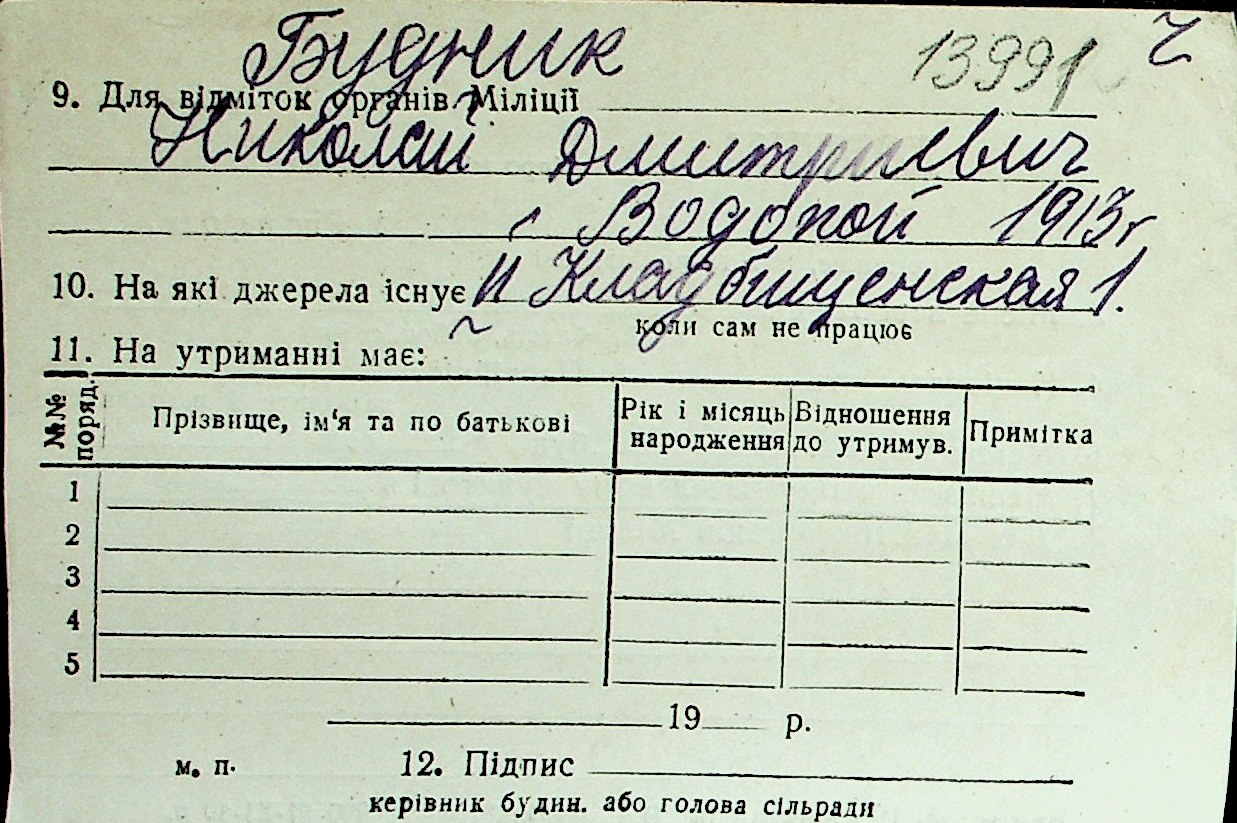 Будник 13991 Ч
9. Для відміток органів Міліції
Николай Дмитриевич
Водопой 1913г
10. На які джерела існує И Кладбищенская 1.
коли сам не працює
11. На утриманні має:
№№ поряд. Прізвище, ім‘я та по батькові Рік і місяць народження Відношення до утримув. Примітка
1
2
3
4
5
19 р.
м. п. 12. Підпис
керівник будин. або голова сільради